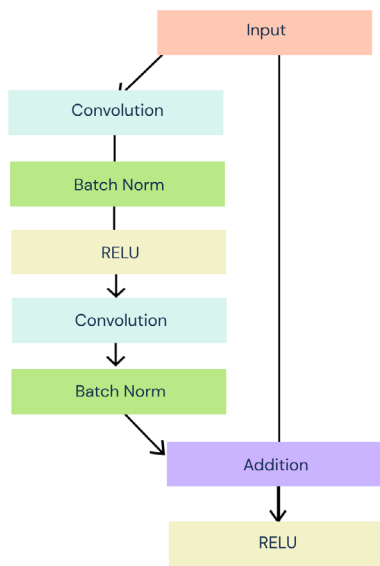 Input
Convolution
Batch Norm
RELU
Convolution
Batch Norm
Addition
RELU